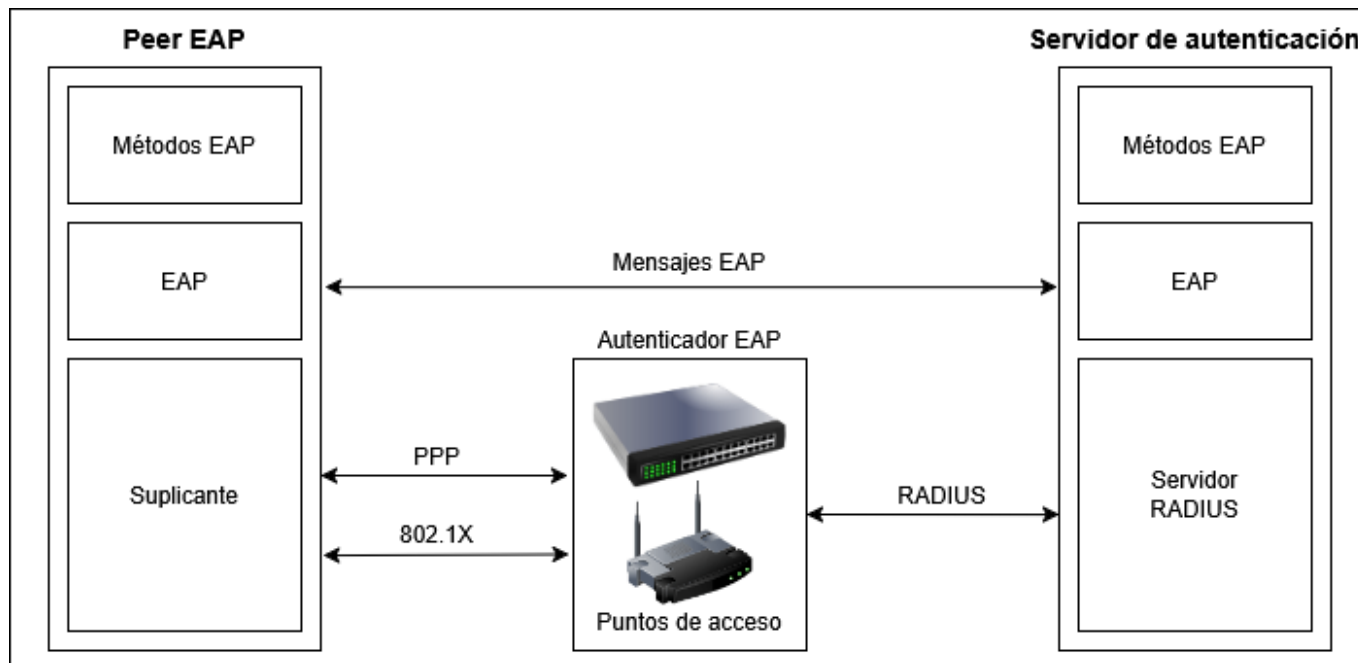 Peer EAP
Servidor de autenticación
Métodos EAP
Métodos EAP
Mensajes EAP
EAP
EAP
Autenticador EAP
PPP
Suplicante
802.1X
RADIUS
Servidor
RADIUS
Puntos de acceso